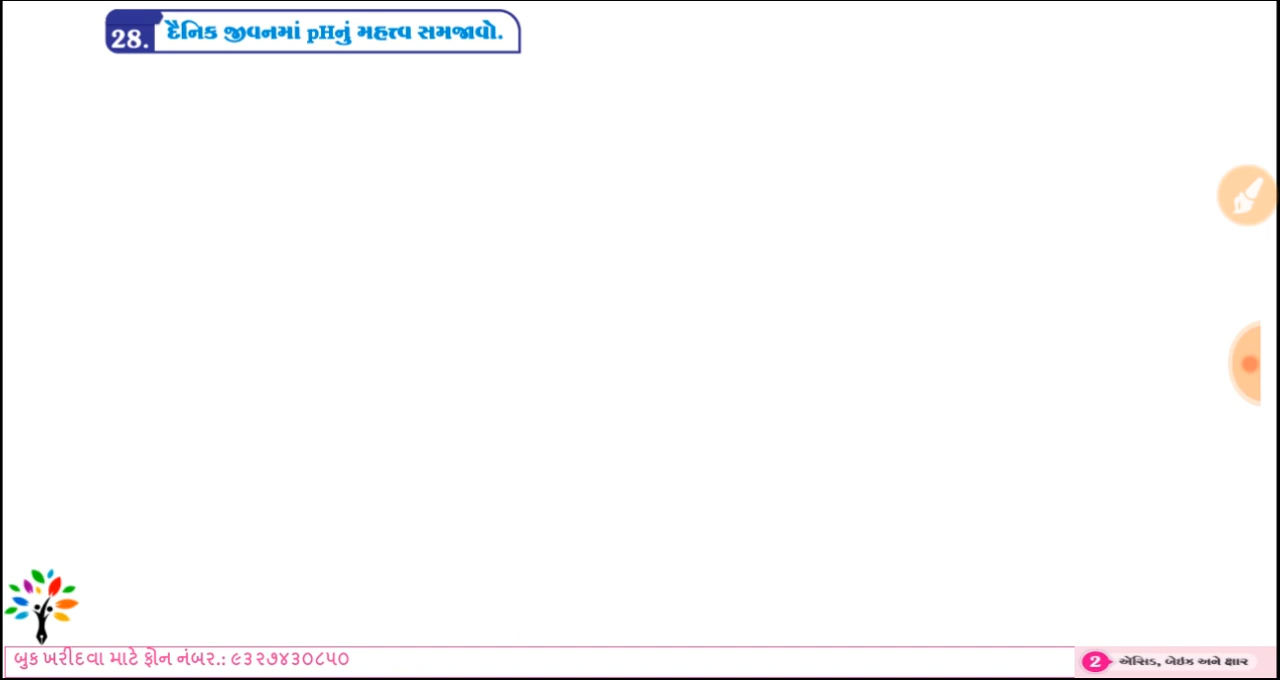 28. દૈનિક જીવનમાં pHનું મહત્ત્વ સમજાવો.
બુક ખરીદવા માટે ફોન નંબર.: ૯૩૨૭૪૩૦૮૫૦
2 ઍસિડ, બેઇઝ અને ક્ષાર